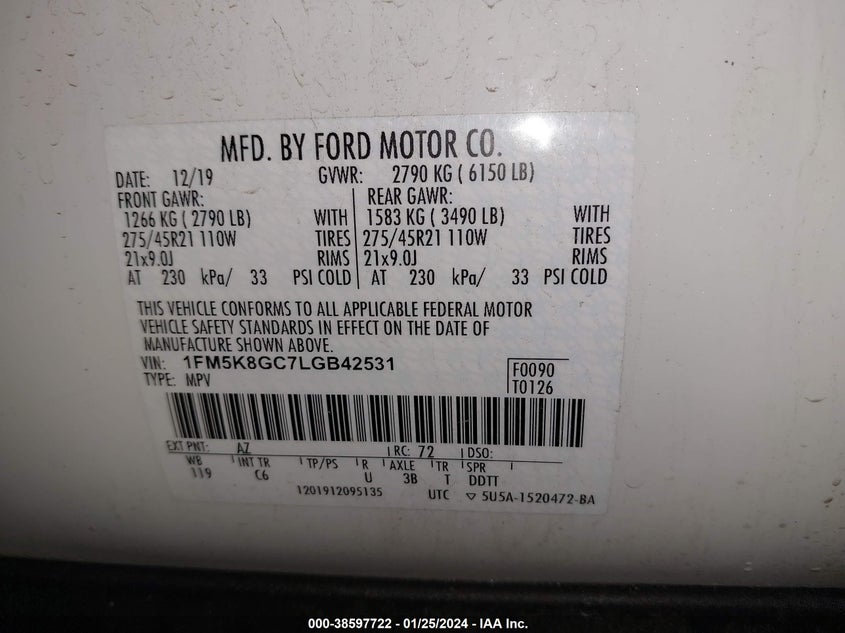 MFD. BY FORD MOTOR CO.
DATE: 12/19 GVWR: 2790 KG ( 6150 LB)
FRONT GAWR: REAR GAWR:
1266 KG ( 2790 LB) WITH 1583 KG ( 3490 LB) WITH
275/45R21 110W TIRES 275/45R21 110W TIRES
21x9.0J RIMS 21x9.0J RIMS
AT 230 kPa/ 33 PSI COLD AT 230 kPa/ 33 PSI COLD
THIS VEHICLE CONFORMS TO ALL APPLICABLE FEDERAL MOTOR
VEHICLE SAFETY STANDARDS IN EFFECT ON THE DATE OF
MANUFACTURE SHOWN ABOVE.
VIN: 1FM5K8GC7LGB42531 F0090
TYPE: MPV T0126
EXT PNT: AZ RC: 72 DSO:
WB INT TR TP/PS R AXLE TR SPR
119 C6 U 3B T DDTT
1201912095135 UTC ▽ 5U5A-1520472-BA
000-38597722 - 01/25/2024 - IAA Inc.